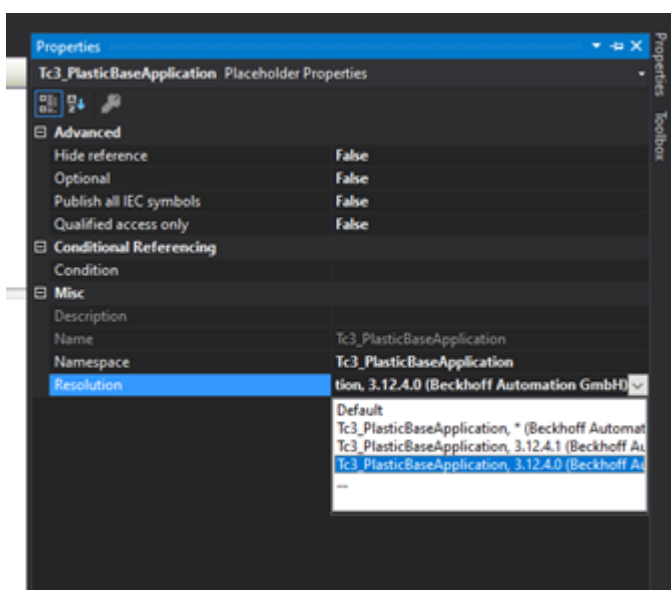 Properties
Tc3_PlasticBaseApplication Placeholder Properties
Advanced
Hide reference False
Optional False
Publish all IEC symbols False
Qualified access only False
Conditional Referencing
Condition
Misc
Description
Name Tc3_PlasticBaseApplication
Namespace Tc3_PlasticBaseApplication
Resolution tion, 3.12.4.0 (Beckhoff Automation GmbH)
Default
Tc3_PlasticBaseApplication, * (Beckhoff Automat
Tc3_PlasticBaseApplication, 3.12.4.1 (Beckhoff Au
Tc3_PlasticBaseApplication, 3.12.4.0 (Beckhoff Au
...
Properties
Toolbox